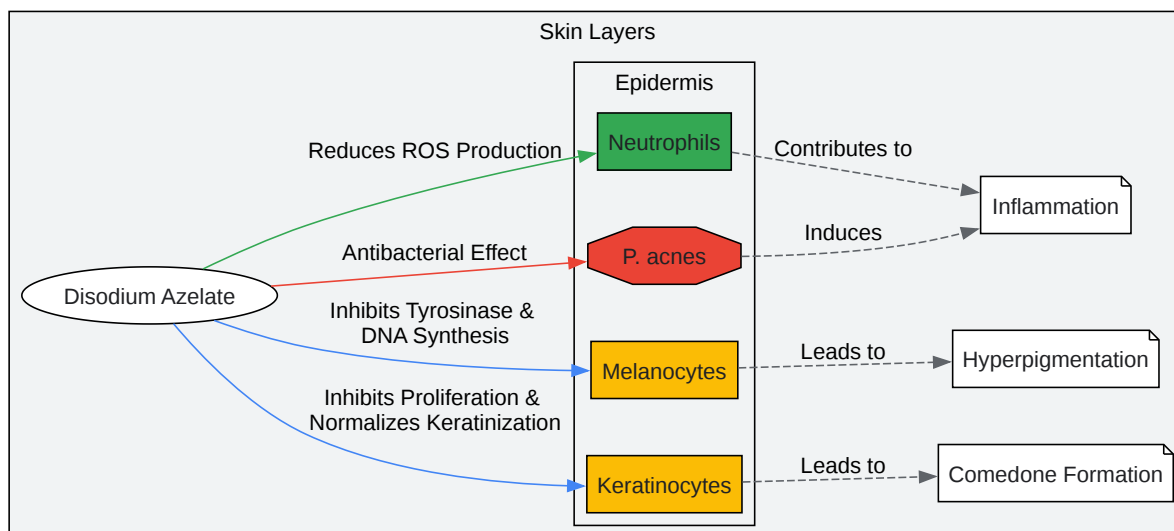 Skin Layers
Epidermis
Neutrophils
Reduces ROS Production
Contributes to
Inflammation
Antibacterial Effect
P. acnes
Induces
Disodium Azelate
Inhibits Tyrosinase &
DNA Synthesis
Melanocytes
Leads to
Hyperpigmentation
Inhibits Proliferation &
Normalizes Keratinization
Keratinocytes
Leads to
Comedone Formation